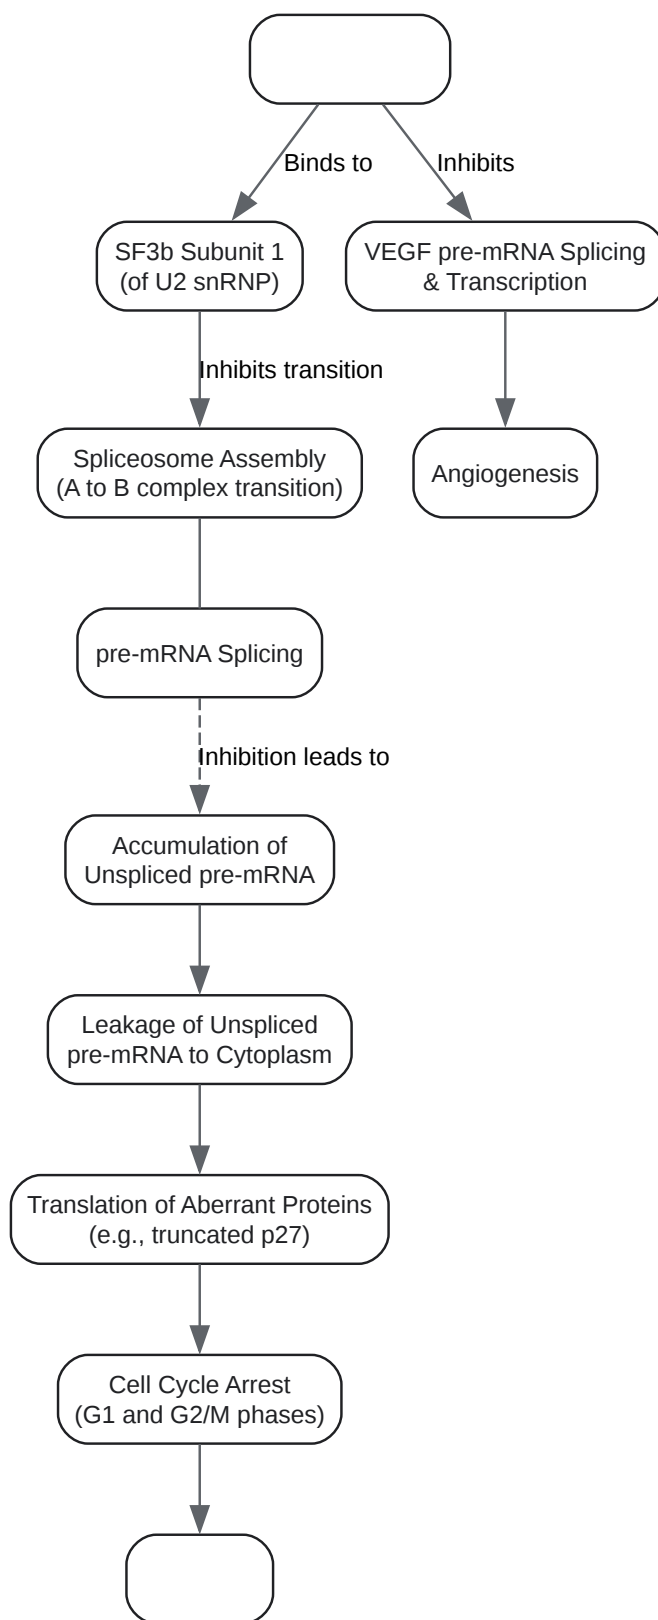 Binds to
Inhibits
SF3b Subunit 1
(of U2 snRNP)
VEGF pre-mRNA Splicing
& Transcription
Inhibits transition
Spliceosome Assembly
(A to B complex transition)
Angiogenesis
pre-mRNA Splicing
Inhibition leads to
Accumulation of
Unspliced pre-mRNA
Leakage of Unspliced
pre-mRNA to Cytoplasm
Translation of Aberrant Proteins
(e.g., truncated p27)
Cell Cycle Arrest
(G1 and G2/M phases)